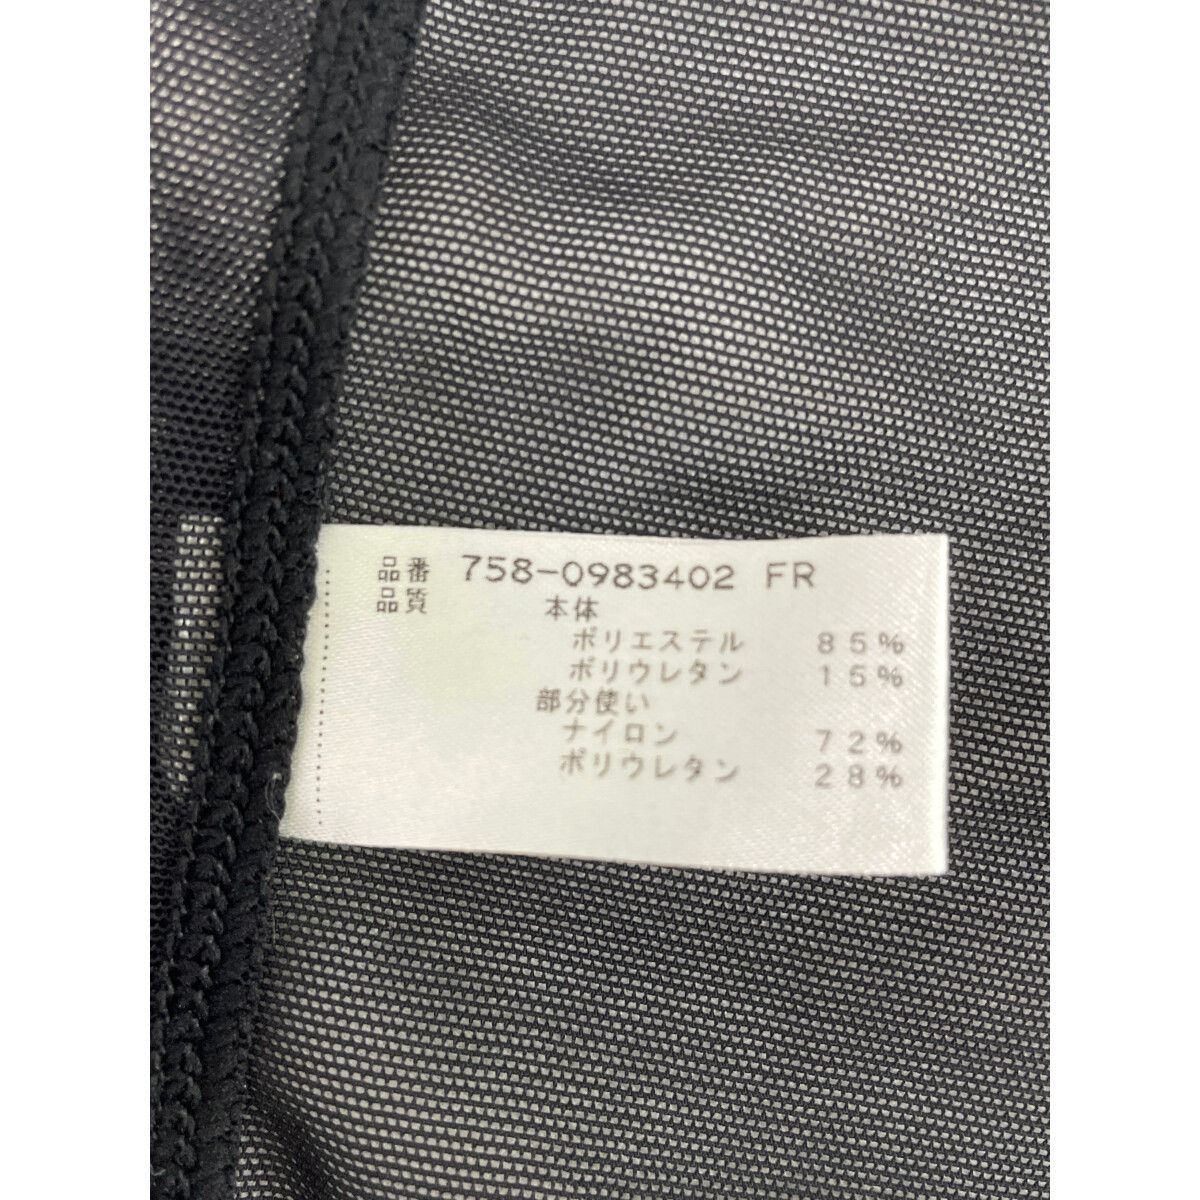 品番 758-0983402 FR
品質 本体
ポリエステル 85%
ポリウレタン 15%
部分使い
ナイロン 72%
ポリウレタン 28%